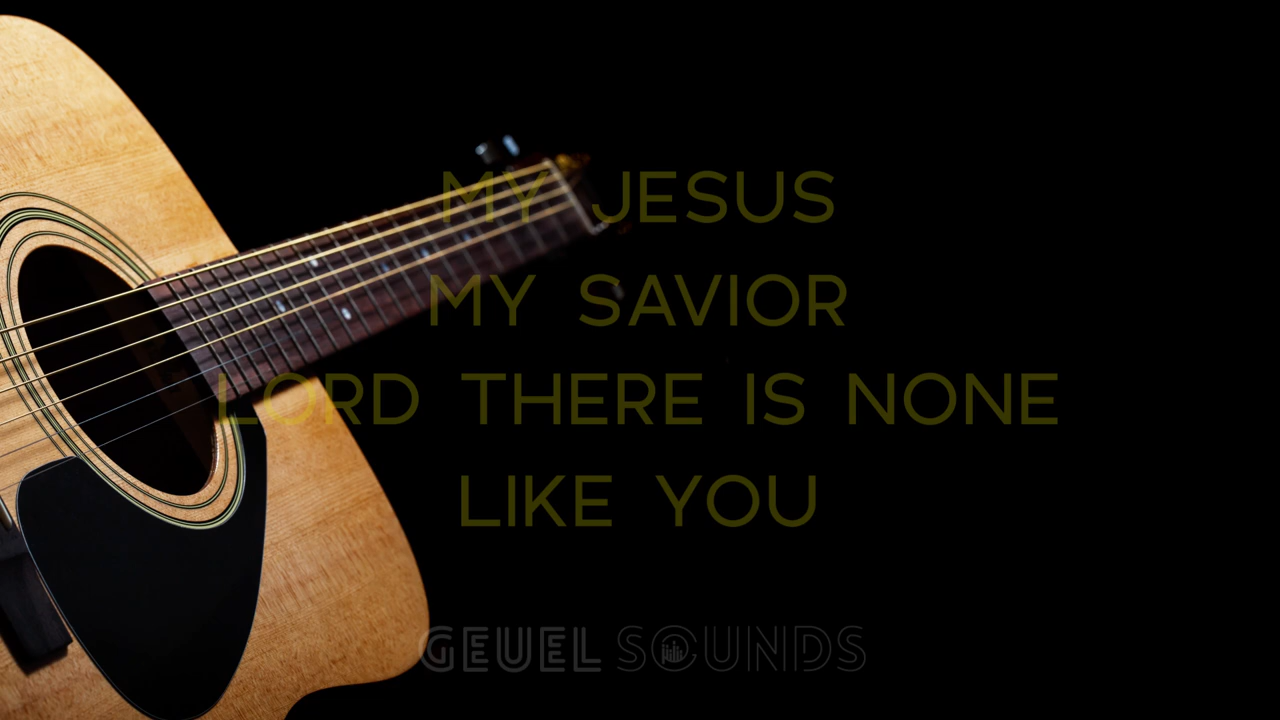 MY JESUS
MY SAVIOR
LORD THERE IS NONE
LIKE YOU
GEUEL SOUNDS